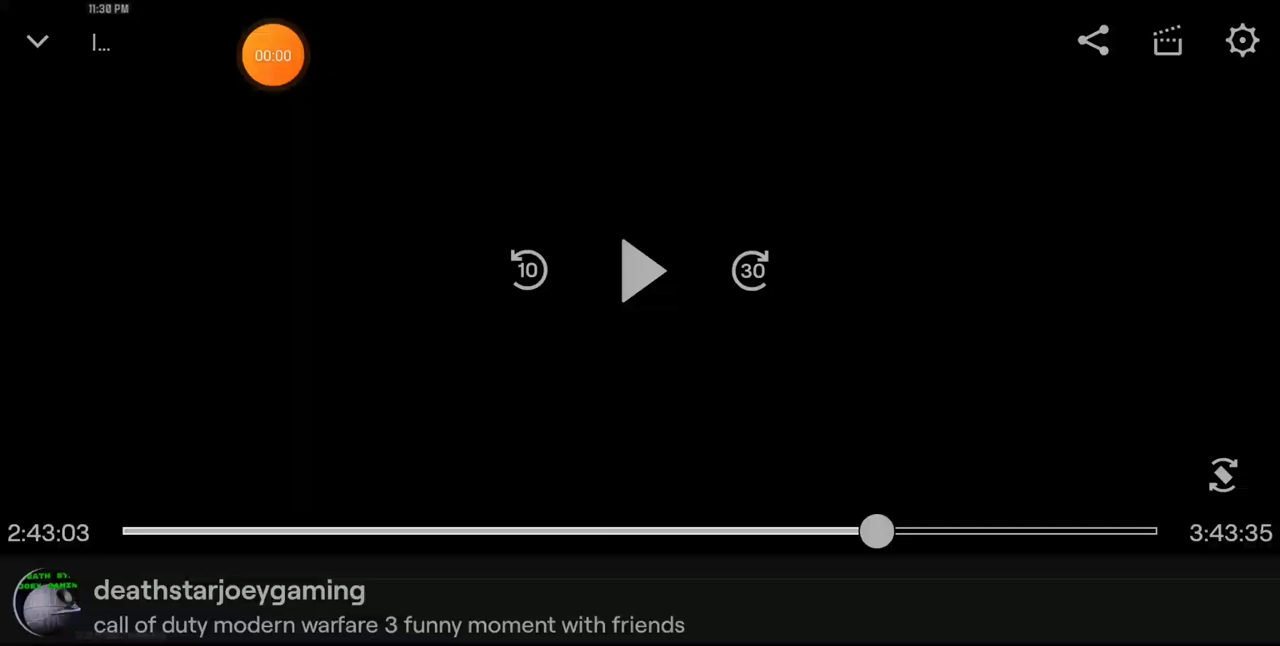 11:30 PM
I...
00:00
10
30
2:43:03
3:43:35
deathstarjoeygaming
call of duty modern warfare 3 funny moment with friends